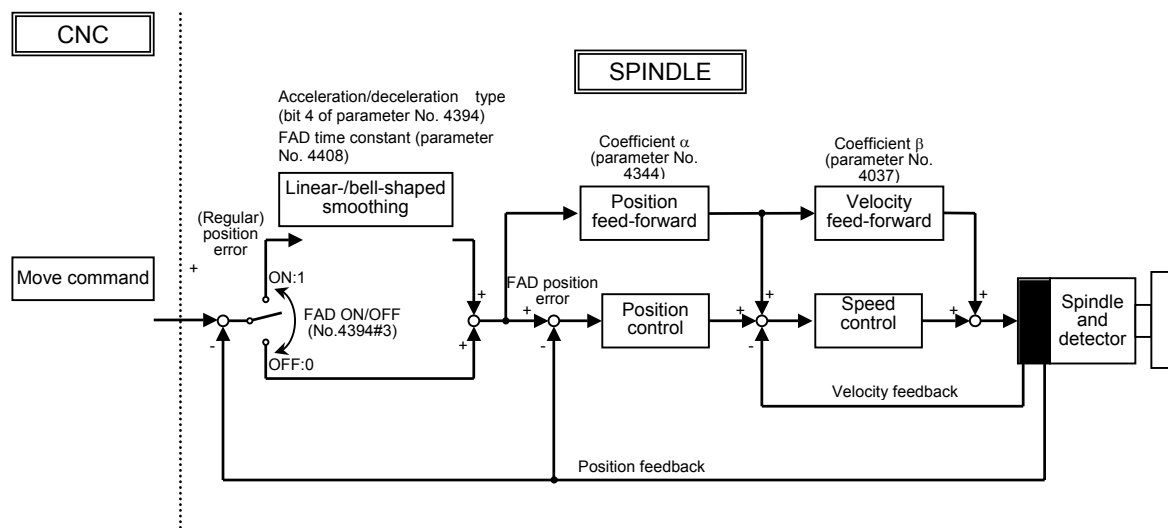 CNC
SPINDLE
Acceleration/deceleration type
(bit 4 of parameter No. 4394)
FAD time constant (parameter
No. 4408)
Linear-/bell-shaped
smoothing
Coefficient α
(parameter No.
4344)
Position
feed-forward
Coefficient β
(parameter No.
4037)
Velocity
feed-forward
(Regular)
position
error
+
Move command
-
ON:1
FAD ON/OFF
(No.4394#3)
OFF:0
+
+
FAD position
error
+
-
Position
control
+
+
-
Speed
control
+
+
Spindle
and
detector
Velocity feedback
Position feedback